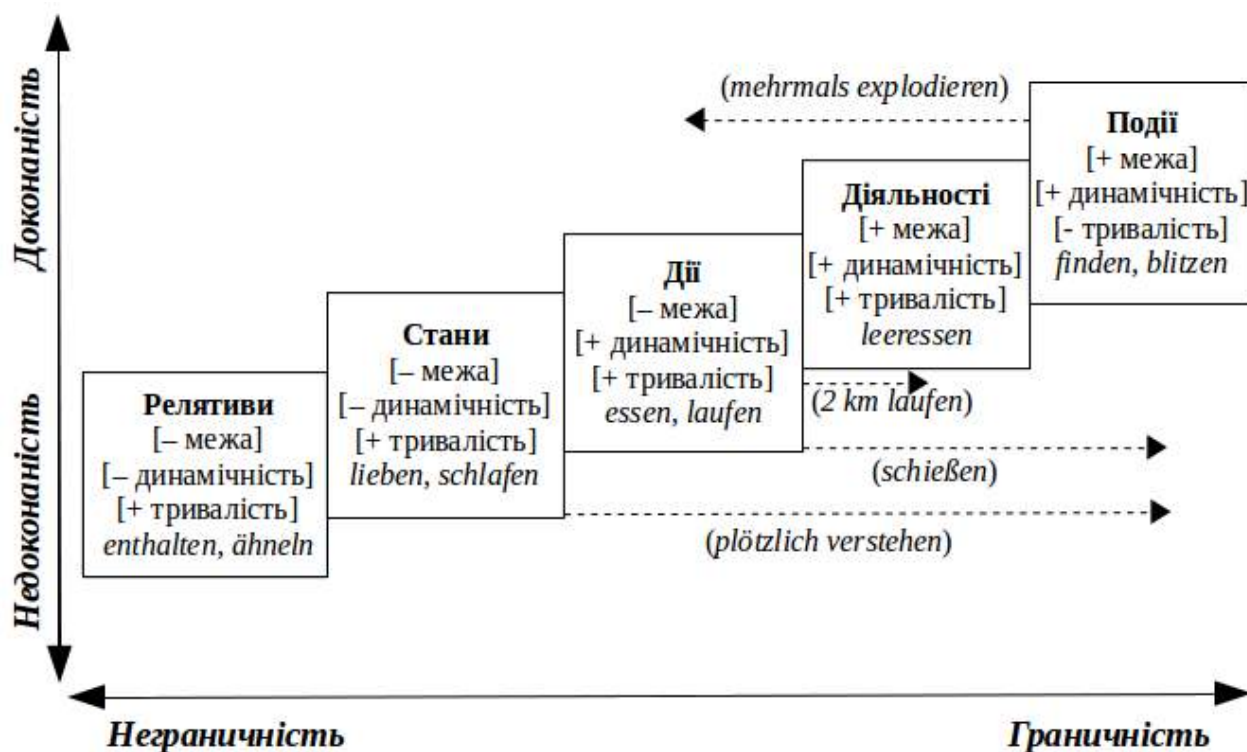 Доконаність
Недоконаність
(mehrmals explodieren)
Події
[+ межа]
[+ динамічність]
[- тривалість]
finden, blitzen
Діяльності
[+ межа]
[+ динамічність]
[+ тривалість]
leeressen
Дії
[– межа]
[+ динамічність]
[+ тривалість]
essen, laufen
Стани
[– межа]
[– динамічність]
[+ тривалість]
lieben, schlafen
Релятиви
[– межа]
[– динамічність]
[+ тривалість]
enthalten, ähneln
(2 km laufen)
(schießen)
(plötzlich verstehen)
Неграничність
Граничність